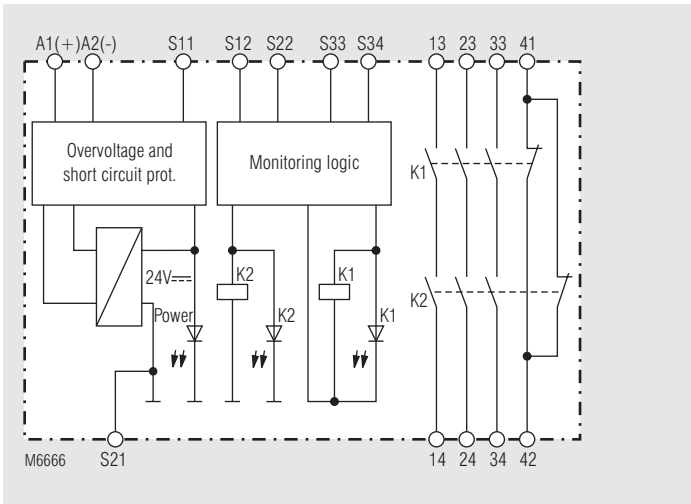 A1(+) A2(-) S11 S12 S22 S33 S34 13 23 33 41
Overvoltage and
short circuit prot.
Monitoring logic
K1
24V
K2
K1
K2
Power
K2
K1
M6666
S21
14 24 34 42